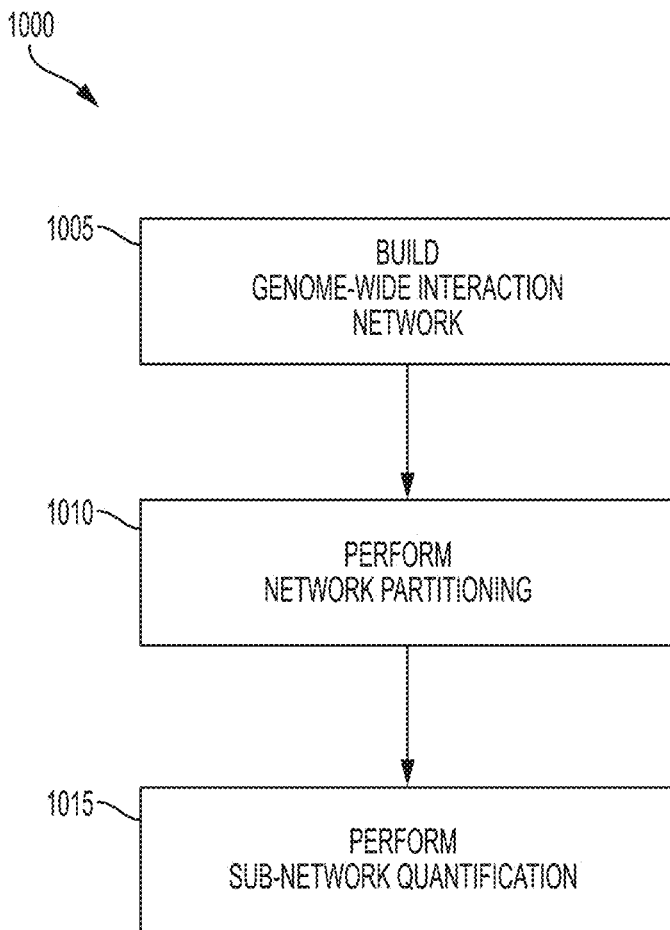 1000
1005
BUILD
GENOME-WIDE INTERACTION
NETWORK
1010
PERFORM
NETWORK PARTITIONING
1015
PERFORM
SUB-NETWORK QUANTIFICATION